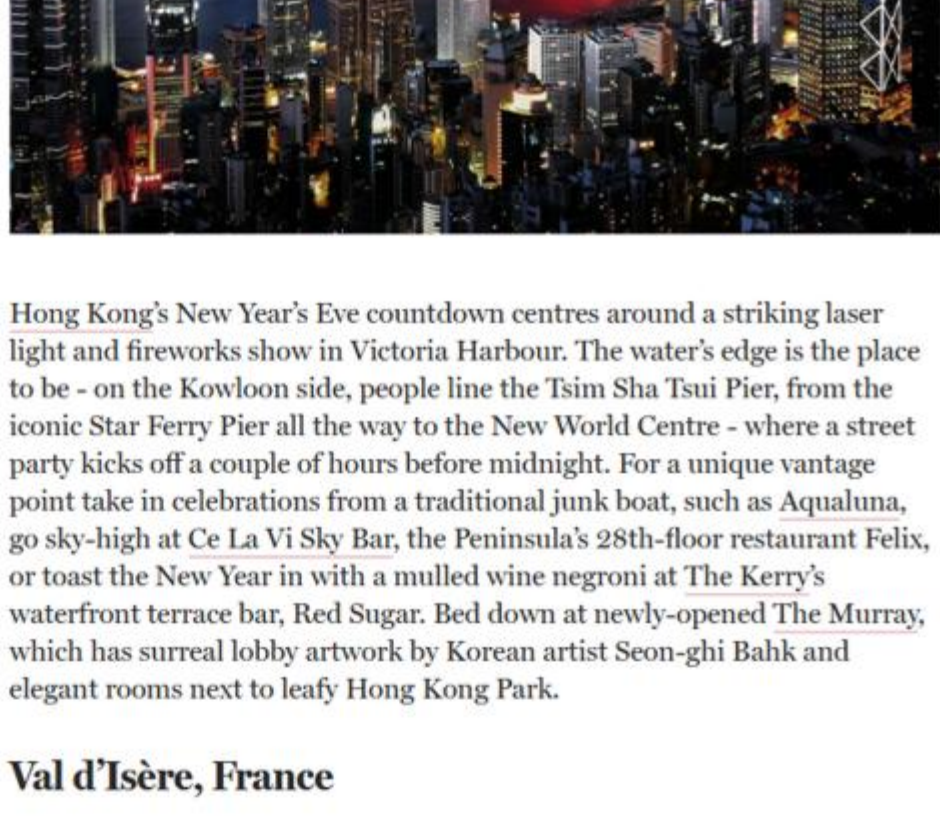 Hong Kong’s New Year’s Eve countdown centres around a striking laser
light and fireworks show in Victoria Harbour. The water’s edge is the place
to be - on the Kowloon side, people line the Tsim Sha Tsui Pier, from the
iconic Star Ferry Pier all the way to the New World Centre - where a street
party kicks off a couple of hours before midnight. For a unique vantage
point take in celebrations from a traditional junk boat, such as Aqualuna,
go sky-high at Ce La Vi Sky Bar, the Peninsula’s 28th-floor restaurant Felix,
or toast the New Year in with a mulled wine negroni at The Kerry’s
waterfront terrace bar, Red Sugar. Bed down at newly-opened The Murray,
which has surreal lobby artwork by Korean artist Seon-ghi Bahk and
elegant rooms next to leafy Hong Kong Park.
Val d’Isère, France